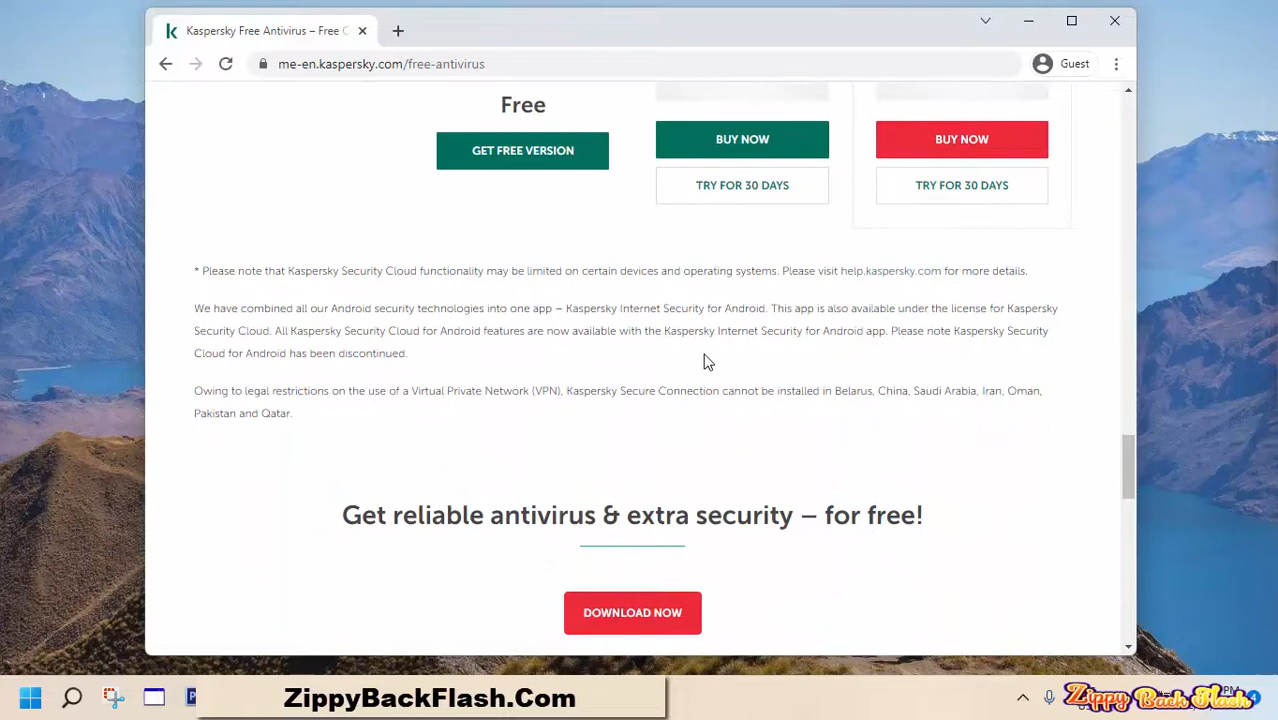 Kaspersky Free Antivirus – Free C
me-en.kaspersky.com/free-antivirus
Guest
Free
GET FREE VERSION
BUY NOW
BUY NOW
TRY FOR 30 DAYS
TRY FOR 30 DAYS
* Please note that Kaspersky Security Cloud functionality may be limited on certain devices and operating systems. Please visit help.kaspersky.com for more details.
We have combined all our Android security technologies into one app – Kaspersky Internet Security for Android. This app is also available under the license for Kaspersky
Security Cloud. All Kaspersky Security Cloud for Android features are now available with the Kaspersky Internet Security for Android app. Please note Kaspersky Security
Cloud for Android has been discontinued.
Owing to legal restrictions on the use of a Virtual Private Network (VPN), Kaspersky Secure Connection cannot be installed in Belarus, China, Saudi Arabia, Iran, Oman,
Pakistan and Qatar.
Get reliable antivirus & extra security – for free!
DOWNLOAD NOW
ZippyBackFlash.Com
Zippy Back Flash
4